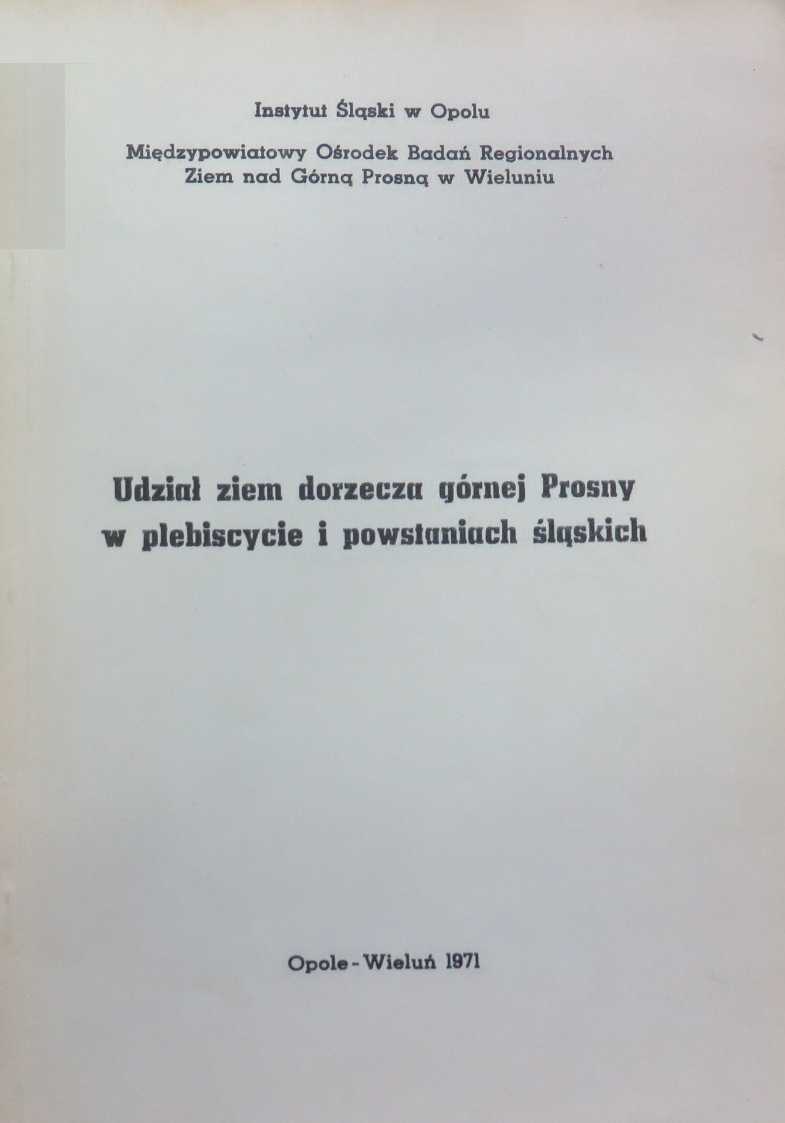 Instytut Śląski w Opolu
Międzypowiatowy Ośrodek Badań Regionalnych
Ziem nad Górną Prosną w Wieluniu
Udział ziem dorzecza górnej Prosny
w plebiscycie i powstaniach śląskich
Opole - Wieluń 1971